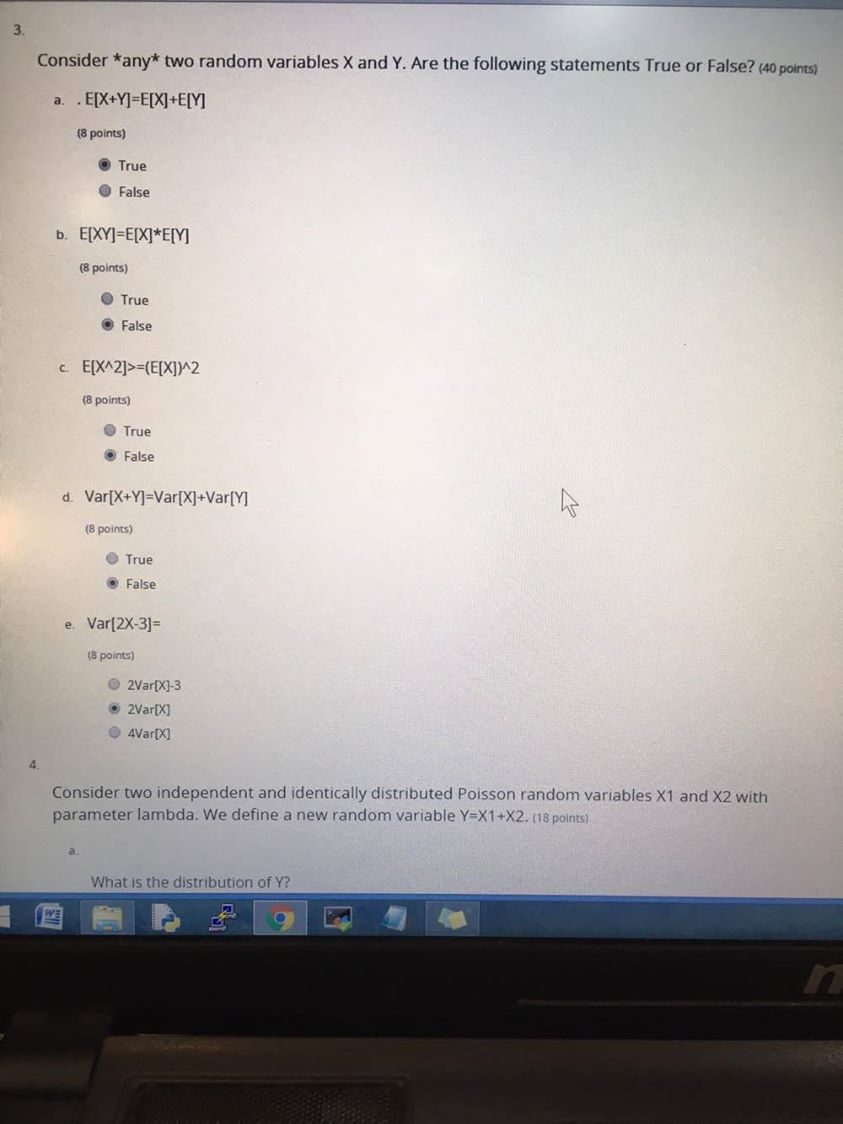 3.
Consider *any* two random variables X and Y. Are the following statements True or False? (40 points)
a. . E[X+Y]=E[X]+E[Y]
(8 points)
True
False
b. E[XY]=E[X]*E[Y]
(8 points)
True
False
c. E[X^2]>=(E[X])^2
(8 points)
True
False
d. Var[X+Y]=Var[X]+Var[Y]
(8 points)
True
False
e. Var[2X-3]=
(8 points)
2Var[X]-3
2Var[X]
4Var[X]
4.
Consider two independent and identically distributed Poisson random variables X1 and X2 with
parameter lambda. We define a new random variable Y=X1+X2. (18 points)
a.
What is the distribution of Y?